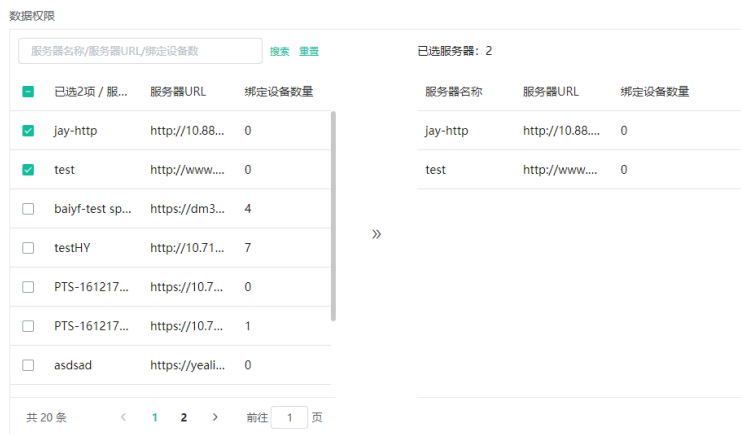 数据权限
服务器名称/服务器URL/绑定设备数 搜索 重置
已选2项 / 服... 服务器URL 绑定设备数量
jay-http http://10.88.... 0
test http://www.... 0
baiyf-test sp... https://dm3... 4
testHY http://10.71... 7
PTS-161217... https://10.7... 0
PTS-161217... https://10.7... 1
asdsad https://yeali... 0
共 20 条 1 2 前往 1 页
已选服务器：2
服务器名称 服务器URL 绑定设备数量
jay-http http://10.88.... 0
test http://www.... 0